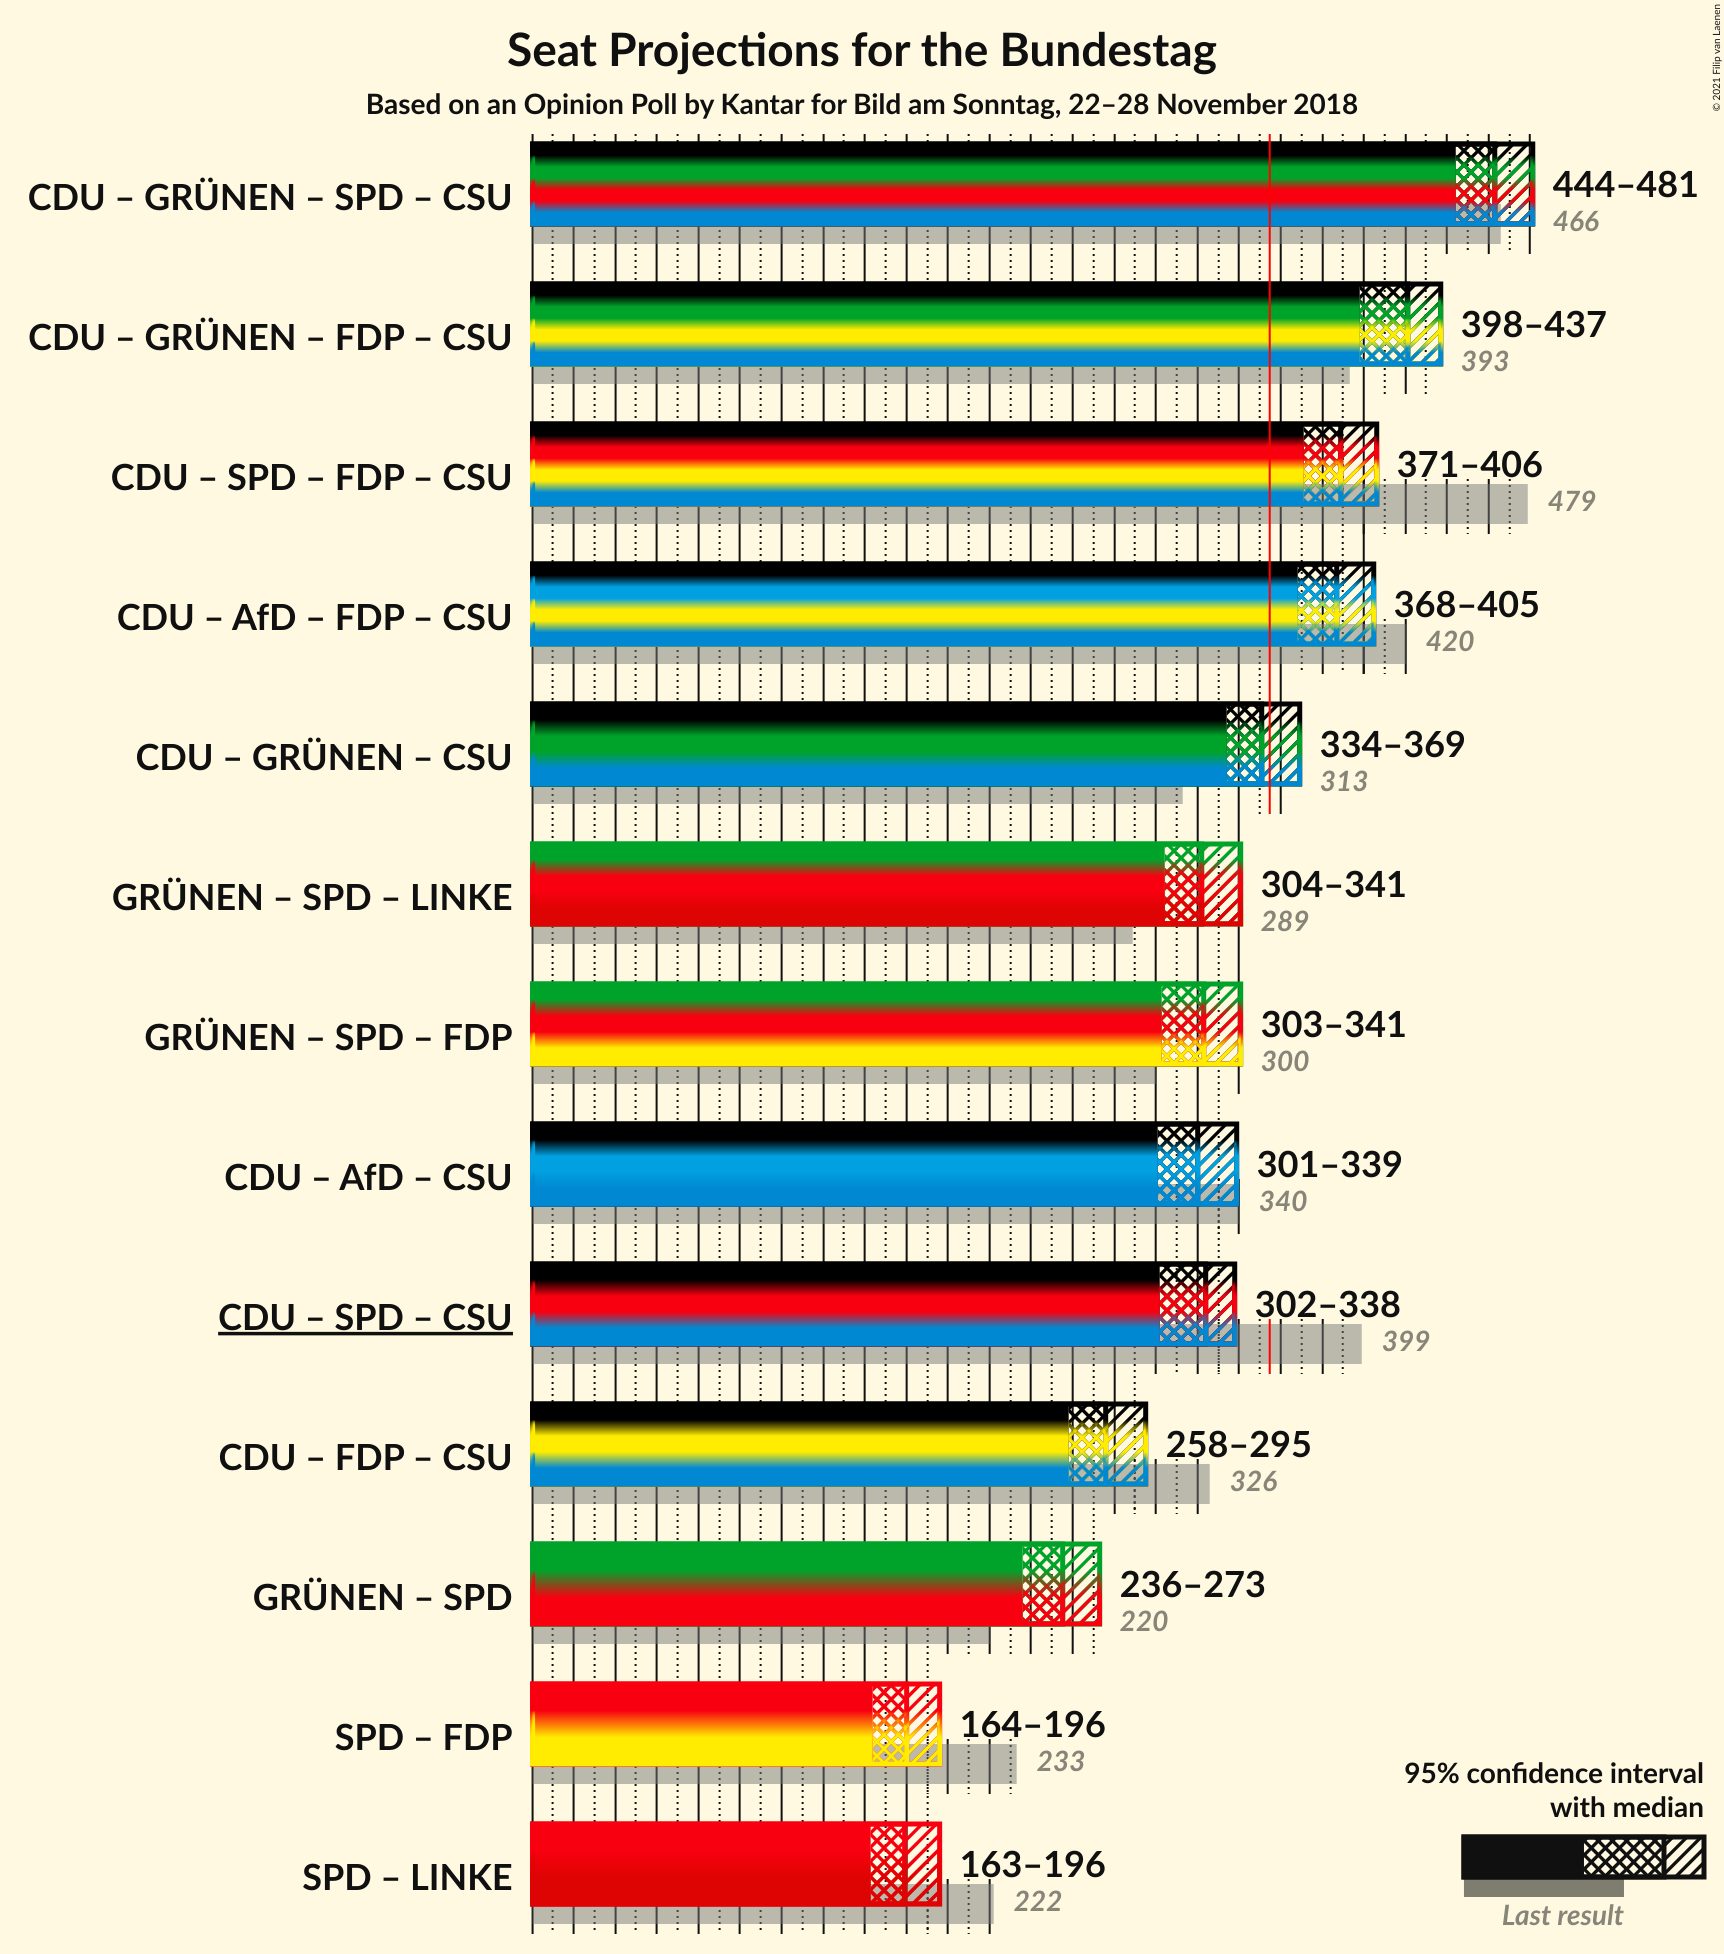 Seat Projections for the Bundestag
Based on an Opinion Poll by Kantar for Bild am Sonntag, 22–28 November 2018
© 2021 Filip van Laenen
CDU – GRÜNEN – SPD – CSU
444–481
466
CDU – GRÜNEN – FDP – CSU
398–437
393
CDU – SPD – FDP – CSU
371–406
479
CDU – AfD – FDP – CSU
368–405
420
CDU – GRÜNEN – CSU
334–369
313
GRÜNEN – SPD – LINKE
304–341
289
GRÜNEN – SPD – FDP
303–341
300
CDU – AfD – CSU
301–339
340
CDU – SPD – CSU
302–338
399
CDU – FDP – CSU
258–295
326
GRÜNEN – SPD
236–273
220
SPD – FDP
164–196
233
SPD – LINKE
163–196
222
95% confidence interval
with median
Last result